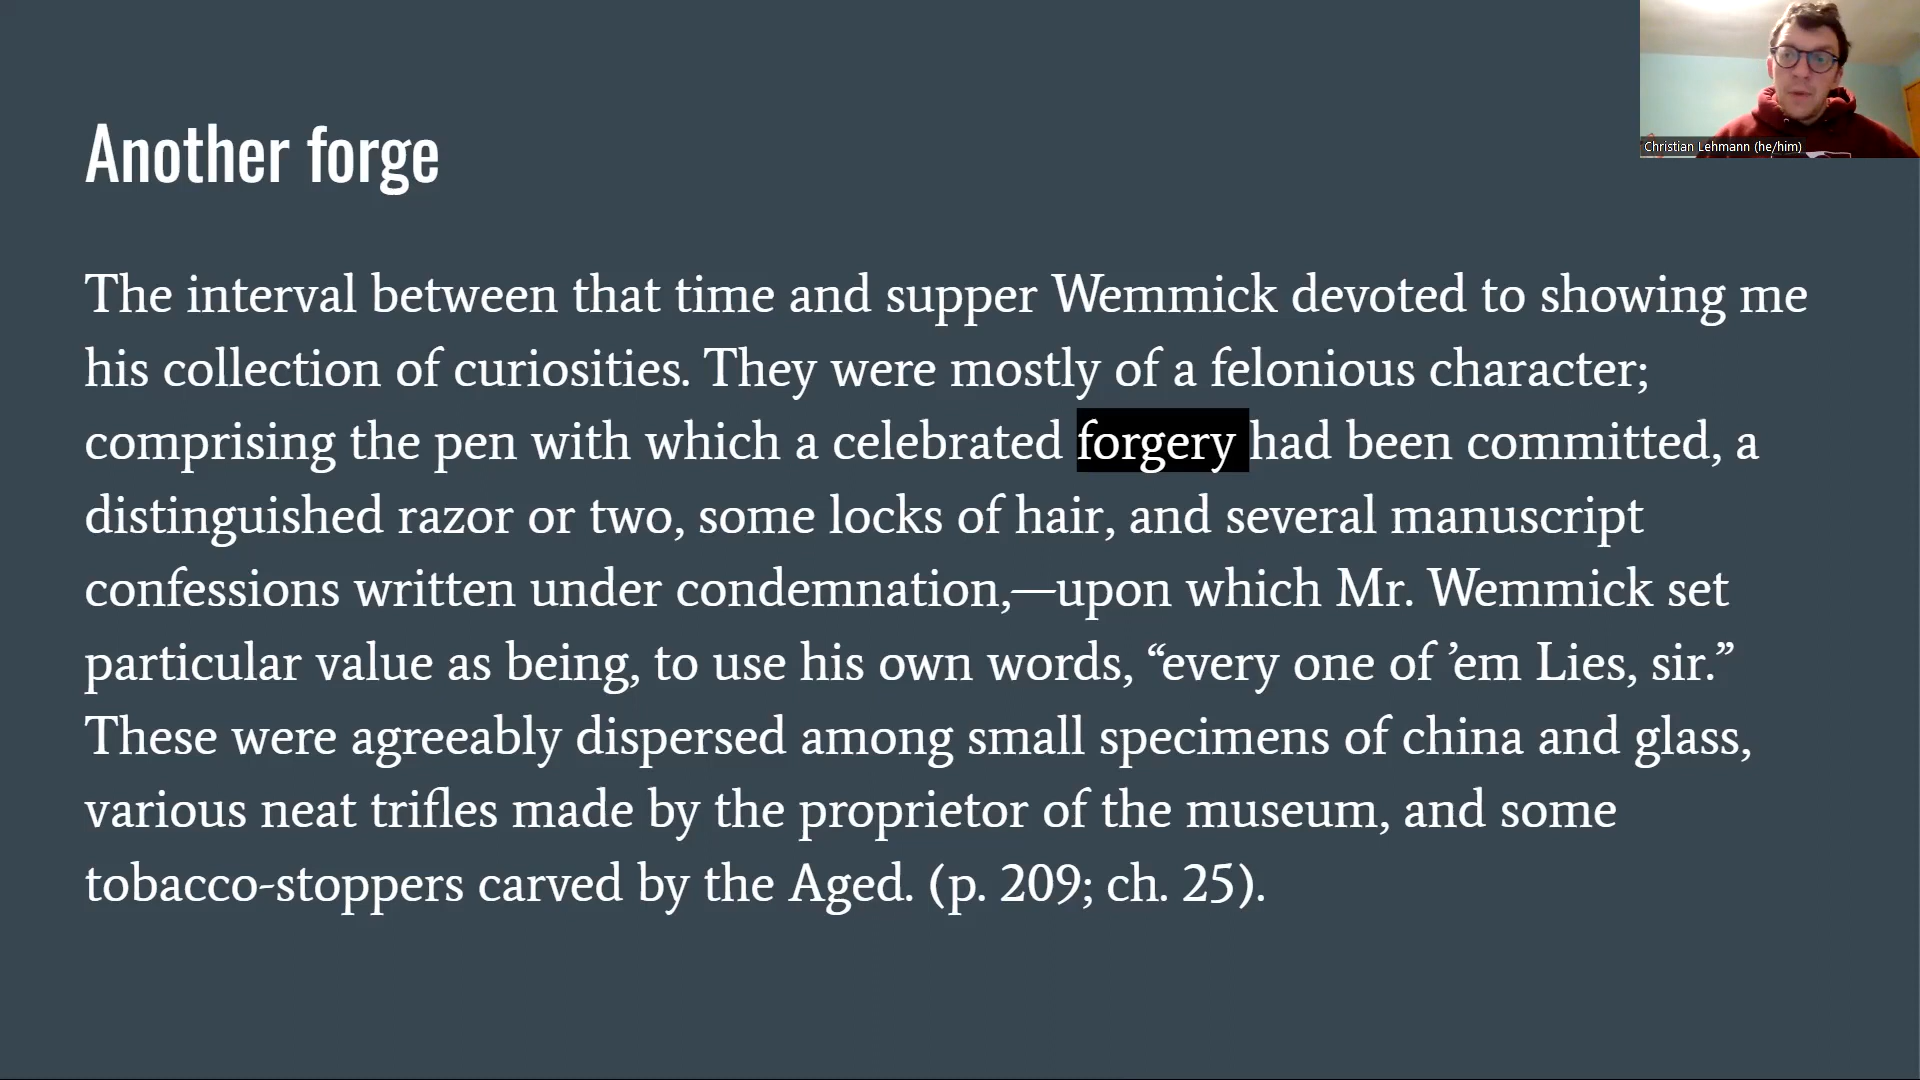 Christian Lehmann (he/him)
Another forge
The interval between that time and supper Wemmick devoted to showing me
his collection of curiosities. They were mostly of a felonious character;
comprising the pen with which a celebrated forgery had been committed, a
distinguished razor or two, some locks of hair, and several manuscript
confessions written under condemnation,—upon which Mr. Wemmick set
particular value as being, to use his own words, “every one of ’em Lies, sir.”
These were agreeably dispersed among small specimens of china and glass,
various neat trifles made by the proprietor of the museum, and some
tobacco-stoppers carved by the Aged. (p. 209; ch. 25).